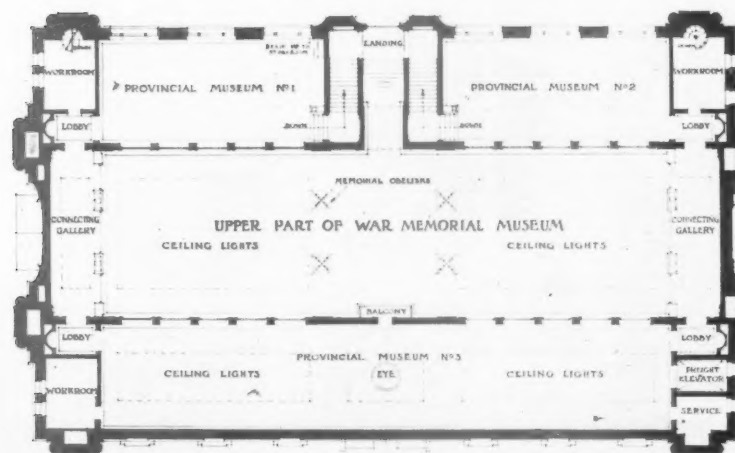 LANDING
DOWN
WORKROOM
PROVINCIAL MUSEUM Nº1
PROVINCIAL MUSEUM Nº2
WORKROOM
LOBBY
DOWN
DOWN
LOBBY
MEMORIAL OBELISKS
CONNECTING
GALLERY
UPPER PART OF WAR MEMORIAL MUSEUM
CONNECTING
GALLERY
CEILING LIGHTS
CEILING LIGHTS
BALCONY
LOBBY
LOBBY
PROVINCIAL MUSEUM Nº3
CEILING LIGHTS
EYE
CEILING LIGHTS
FREIGHT
ELEVATOR
WORKROOM
SERVICE